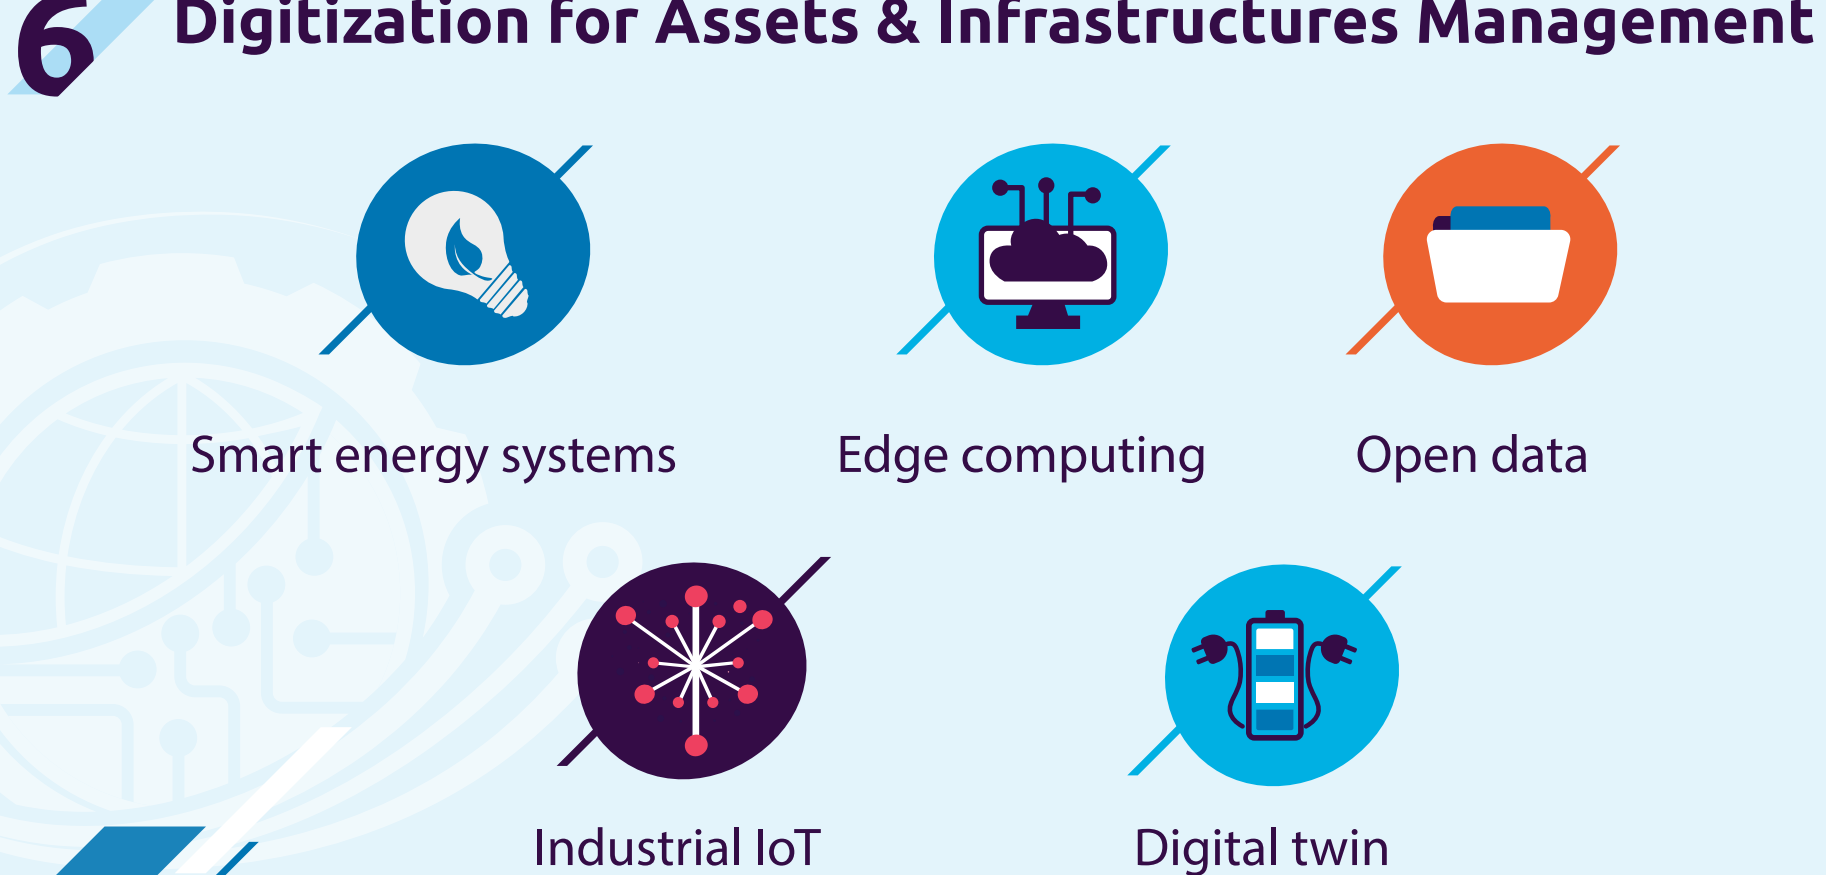 6
Digitization for Assets & Infrastructures Management
Smart energy systems
Edge computing
Open data
Industrial IoT
Digital twin